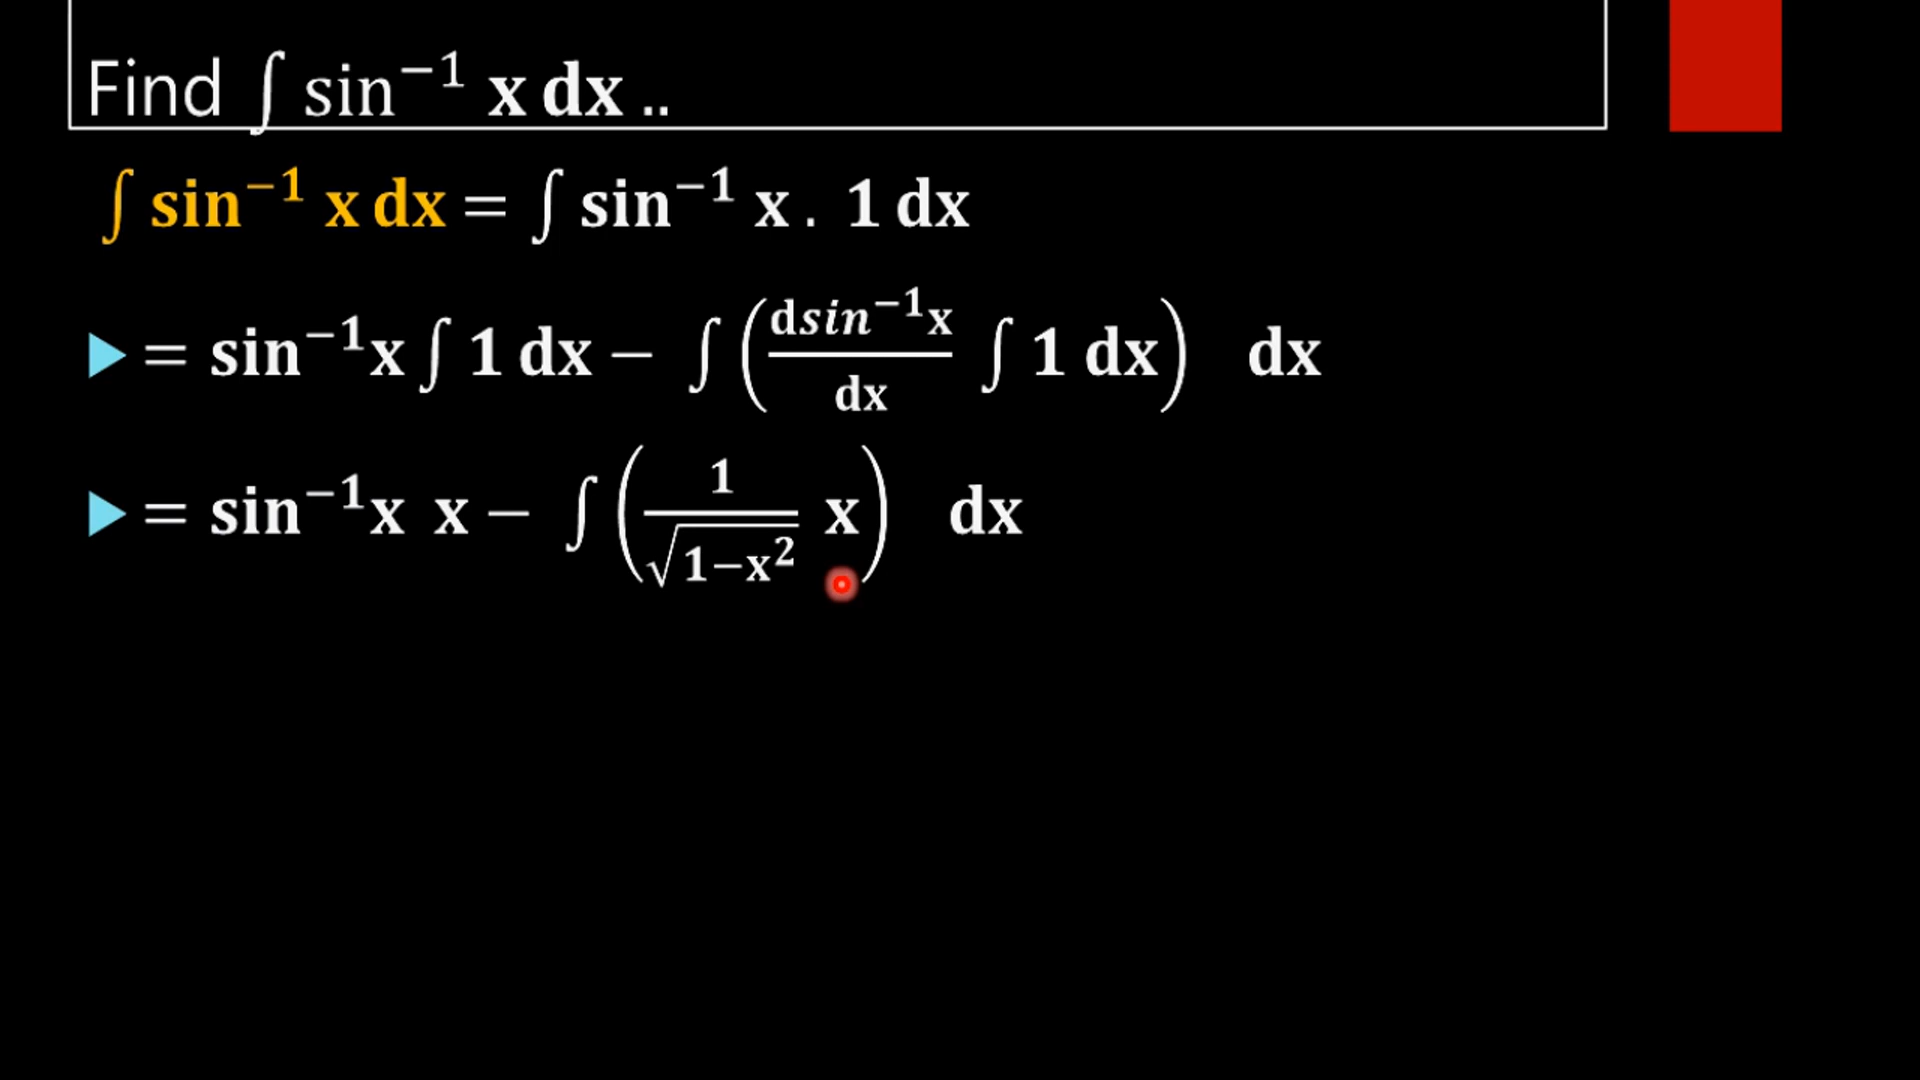 Find ∫ sin⁻¹ x dx ..
∫ sin⁻¹ x dx = ∫ sin⁻¹ x . 1 dx
= sin⁻¹x ∫ 1 dx − ∫ (dsin⁻¹x/dx ∫ 1 dx) dx
= sin⁻¹x x − ∫ (1/√(1−x²) x) dx